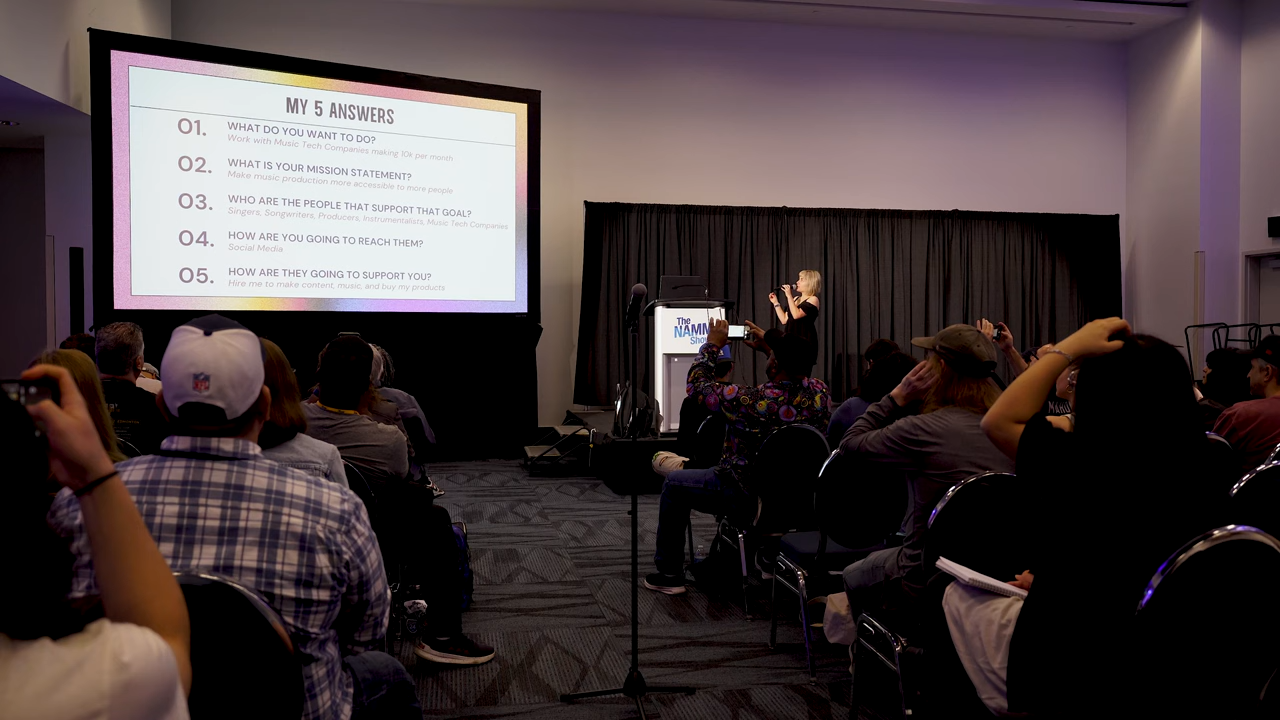 MY 5 ANSWERS
01. WHAT DO YOU WANT TO DO?
Work with Music Tech Companies making 10k per month
02. WHAT IS YOUR MISSION STATEMENT?
Make music production more accessible to more people
03. WHO ARE THE PEOPLE THAT SUPPORT THAT GOAL?
Singers, Songwriters, Producers, Instrumentalists, Music Tech Companies
04. HOW ARE YOU GOING TO REACH THEM?
Social Media
05. HOW ARE THEY GOING TO SUPPORT YOU?
Hire me to make content, music, and buy my products
The
NAMM
Show
NFL